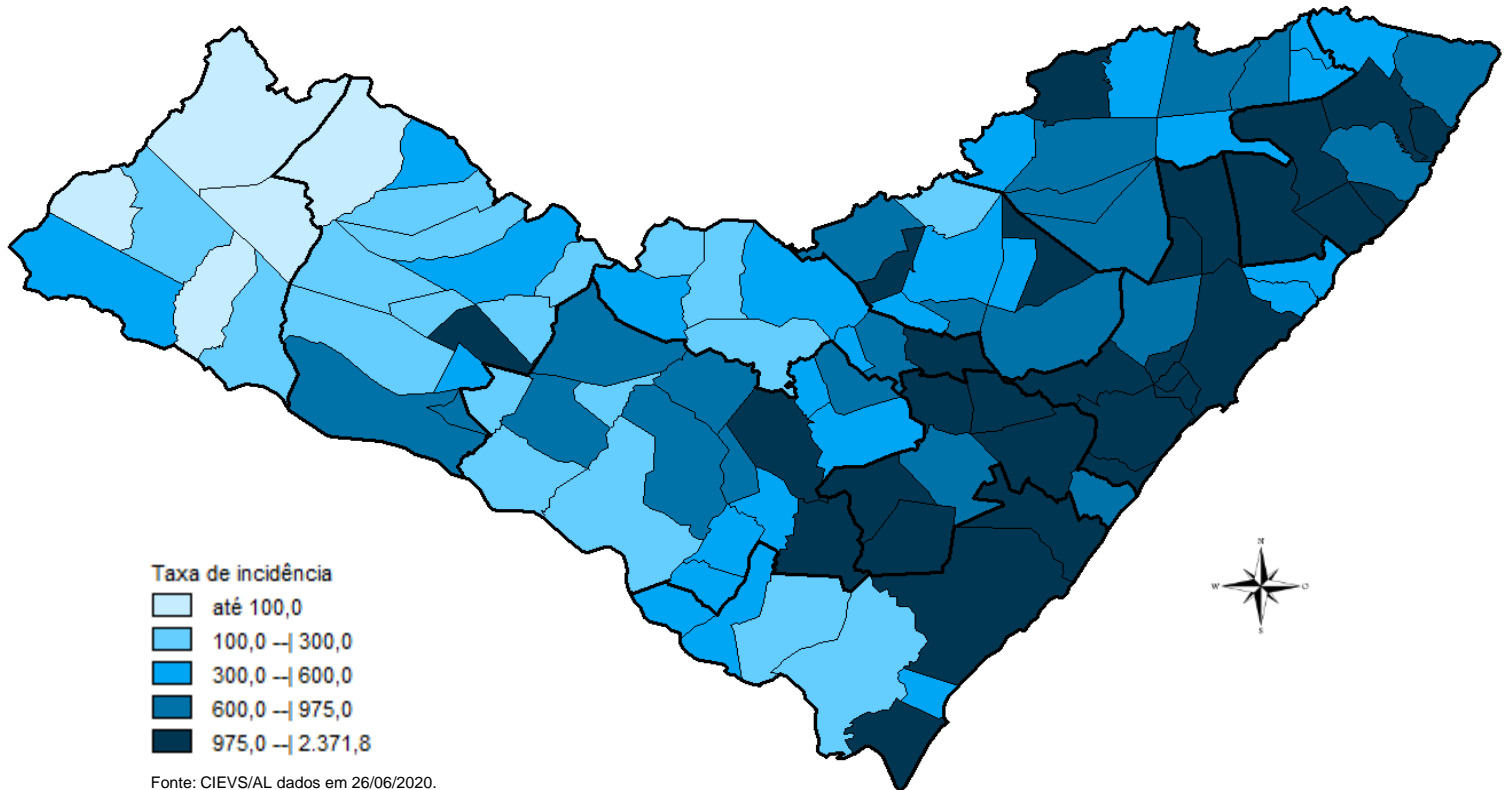 N
W
O
S
Taxa de incidência
até 100,0
100,0 --| 300,0
300,0 --| 600,0
600,0 --| 975,0
975,0 --| 2.371,8
Fonte: CIEVS/AL dados em 26/06/2020.